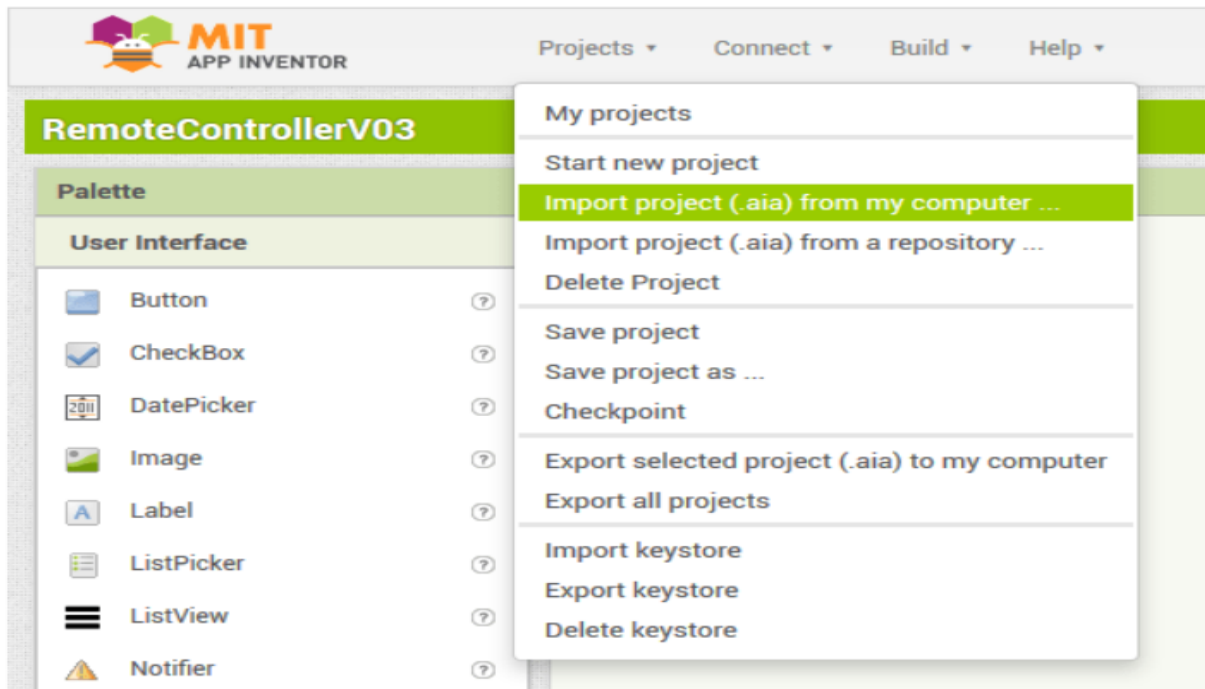 MIT
APP INVENTOR
Projects Connect Build Help
RemoteControllerV03
My projects
Start new project
Import project (.aia) from my computer ...
Import project (.aia) from a repository ...
Delete Project
Save project
Save project as ...
Checkpoint
Export selected project (.aia) to my computer
Export all projects
Import keystore
Export keystore
Delete keystore
Palette
User Interface
Button ?
CheckBox ?
2011 DatePicker ?
Image ?
A Label ?
ListPicker ?
ListView ?
Notifier ?